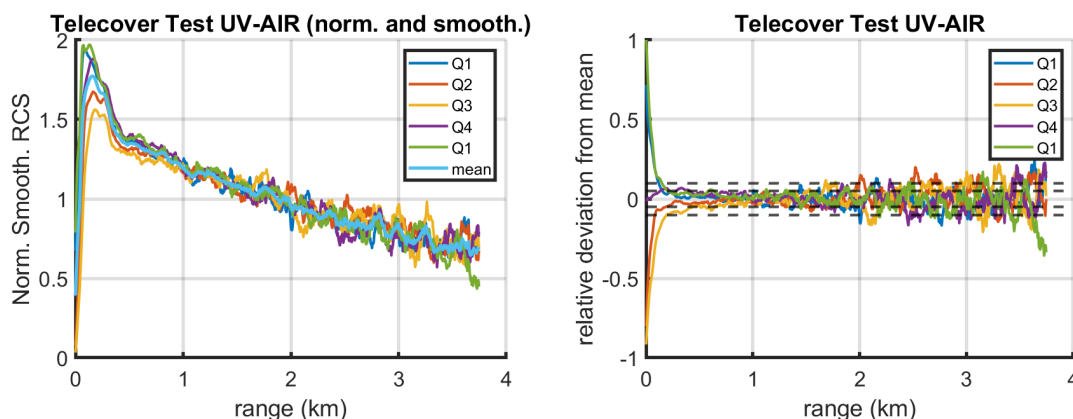 Telecover Test UV-AIR (norm. and smooth.)
Norm. Smooth. RCS
2
1.5
1
0.5
0
0
1
2
3
4
range (km)
Q1
Q2
Q3
Q4
Q1
mean
Telecover Test UV-AIR
relative deviation from mean
1
0.5
0
-0.5
-1
0
1
2
3
4
range (km)
Q1
Q2
Q3
Q4
Q1